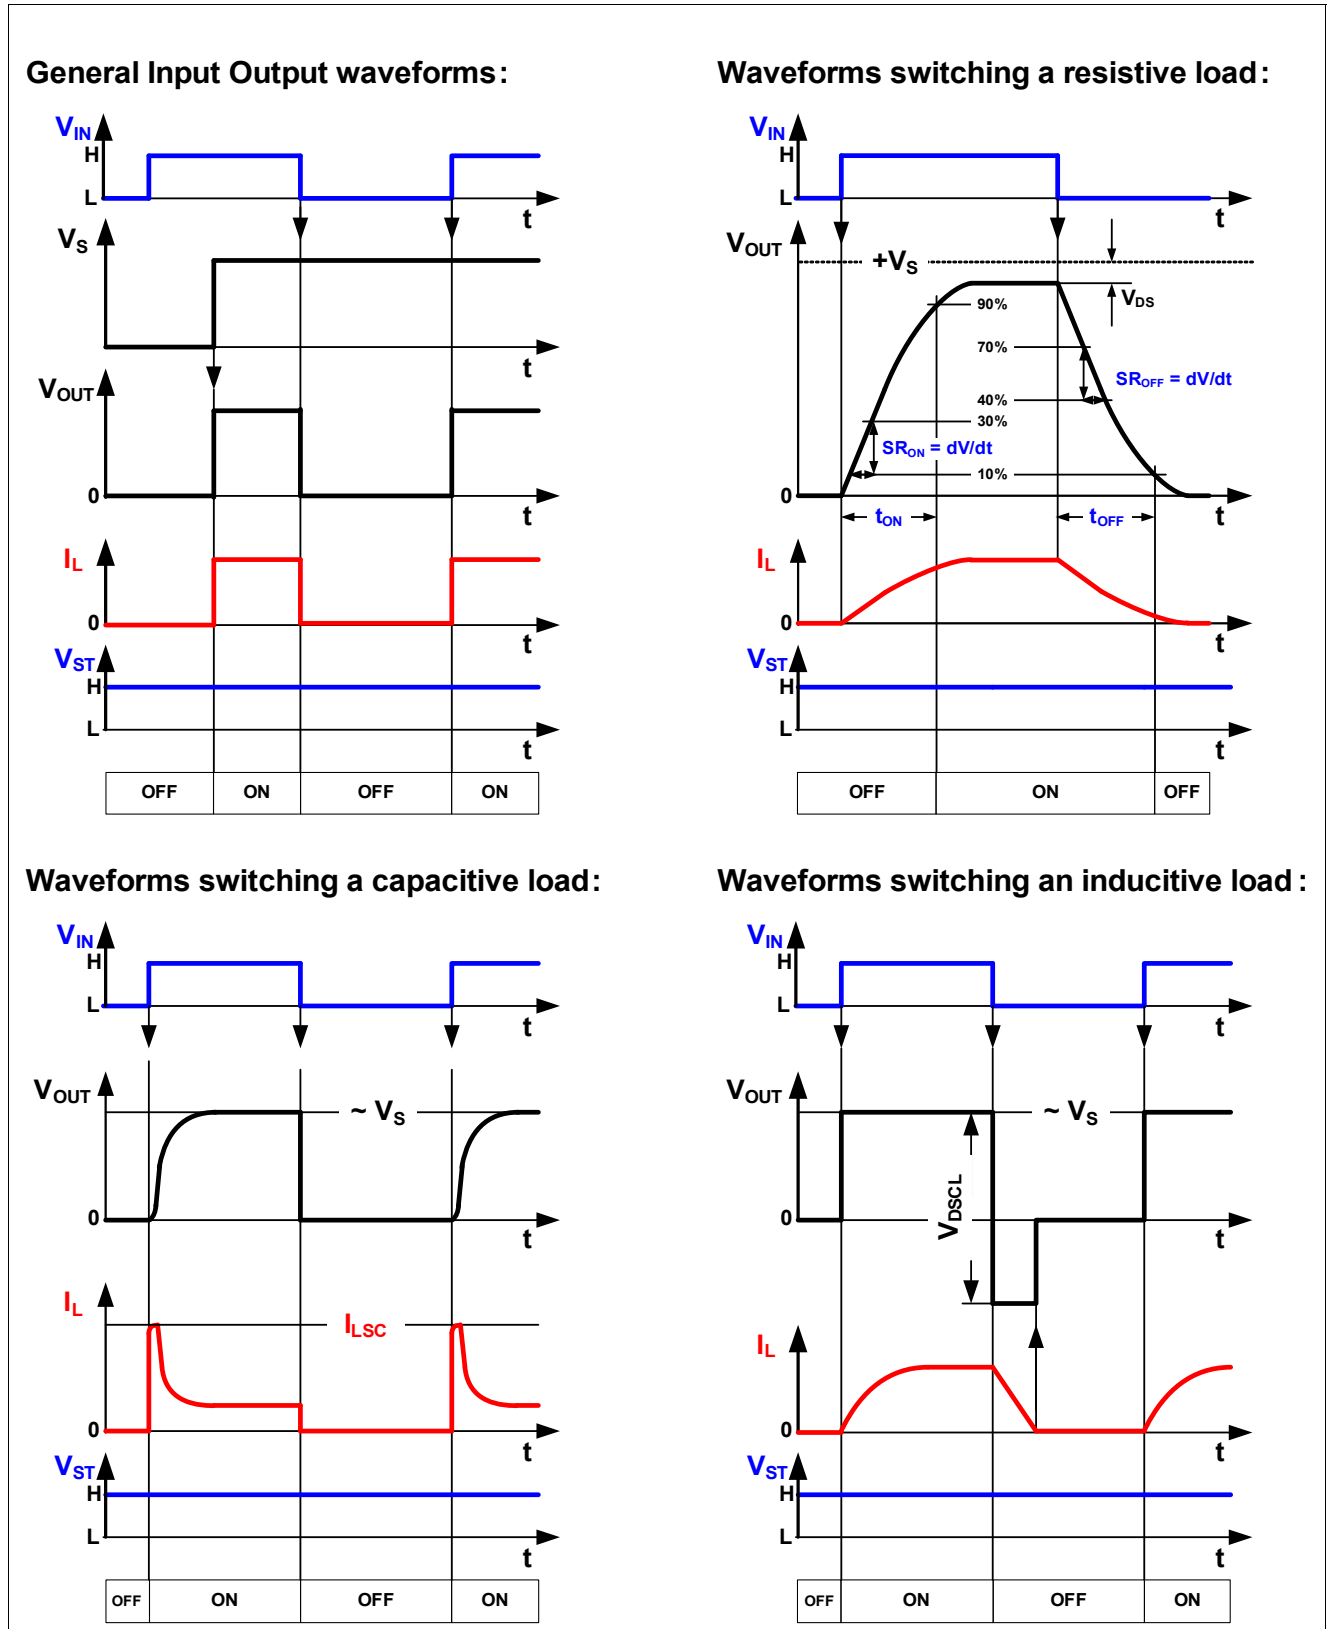 General Input Output waveforms:
V_IN
H
L
t
V_S
t
V_OUT
0
t
I_L
0
t
V_ST
H
L
t
OFF ON OFF ON
Waveforms switching a resistive load:
V_IN
H
L
t
V_OUT
+V_S
V_DS
90%
70%
SR_OFF = dV/dt
40%
30%
SR_ON = dV/dt
10%
0
t
t_ON t_OFF
I_L
0
t
V_ST
H
L
t
OFF ON OFF
Waveforms switching a capacitive load:
V_IN
H
L
t
V_OUT
~ V_S
0
t
I_L
I_LSC
0
t
V_ST
H
L
t
OFF ON OFF ON
Waveforms switching an inducitive load:
V_IN
H
L
t
V_OUT
~ V_S
V_DSCL
0
t
I_L
0
t
V_ST
H
L
t
OFF ON OFF ON